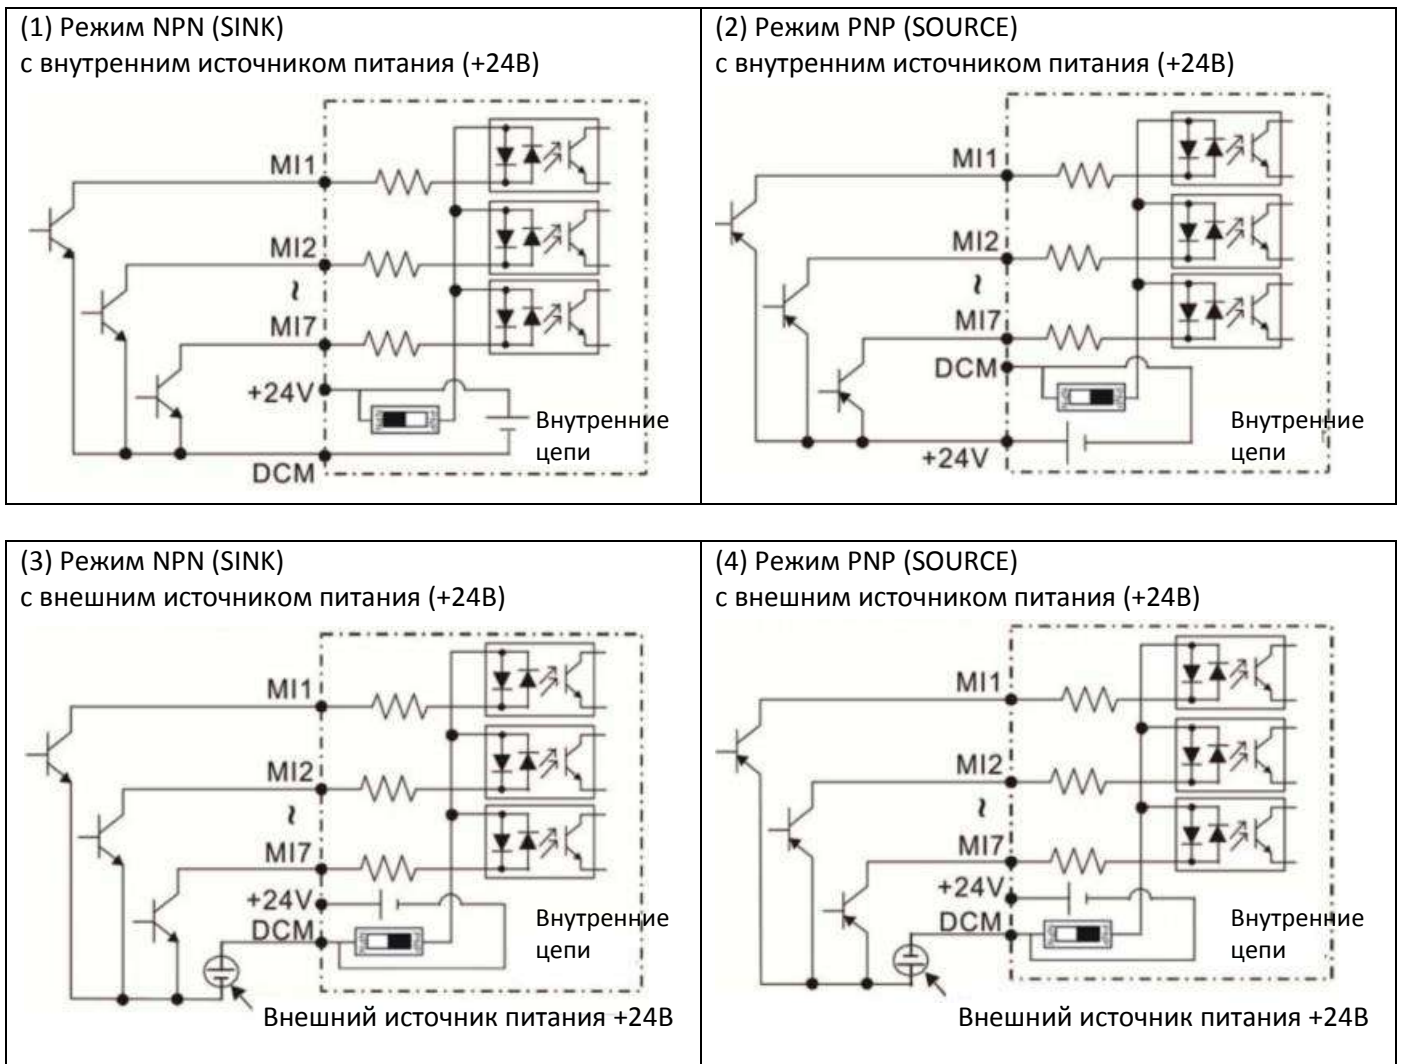 (1) Режим NPN (SINK)
с внутренним источником питания (+24В)
MI1
MI2
~
MI7
+24V
DCM
Внутренние
цепи
(2) Режим PNP (SOURCE)
с внутренним источником питания (+24В)
MI1
MI2
~
MI7
DCM
+24V
Внутренние
цепи
(3) Режим NPN (SINK)
с внешним источником питания (+24В)
MI1
MI2
~
MI7
+24V
DCM
Внутренние
цепи
Внешний источник питания +24В
(4) Режим PNP (SOURCE)
с внешним источником питания (+24В)
MI1
MI2
~
MI7
+24V
DCM
Внутренние
цепи
Внешний источник питания +24В